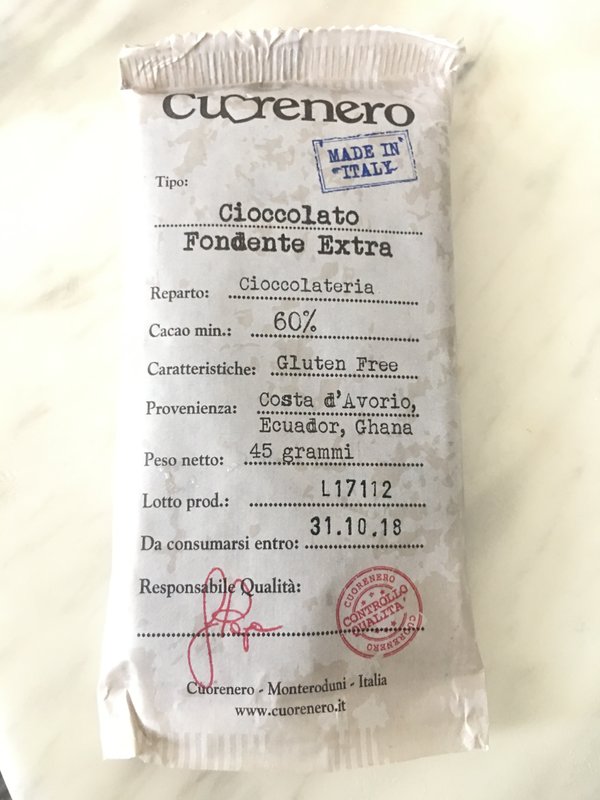 cuorenero
MADE IN
ITALY
Tipo:
Cioccolato
Fondente Extra
Reparto: Cioccolateria
Cacao min.: 60%
Caratteristiche: Gluten Free
Provenienza: Costa d'Avorio,
Ecuador, Ghana
Peso netto: 45 grammi
Lotto prod.: L17112
Da consumarsi entro: 31.10.18
Responsabile Qualità:
CUORENERO
CONTROLLO
QUALITA'
CUORENERO
Cuorenero - Monteroduni - Italia
www.cuorenero.it